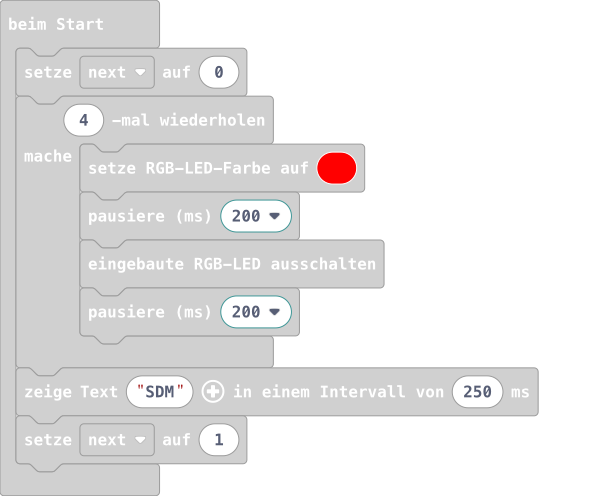 beim Start
setze next auf 0
4 -mal wiederholen
mache
setze RGB-LED-Farbe auf
pausiere (ms) 200
eingebaute RGB-LED ausschalten
pausiere (ms) 200
zeige Text "SDM" in einem Intervall von 250 ms
setze next auf 1